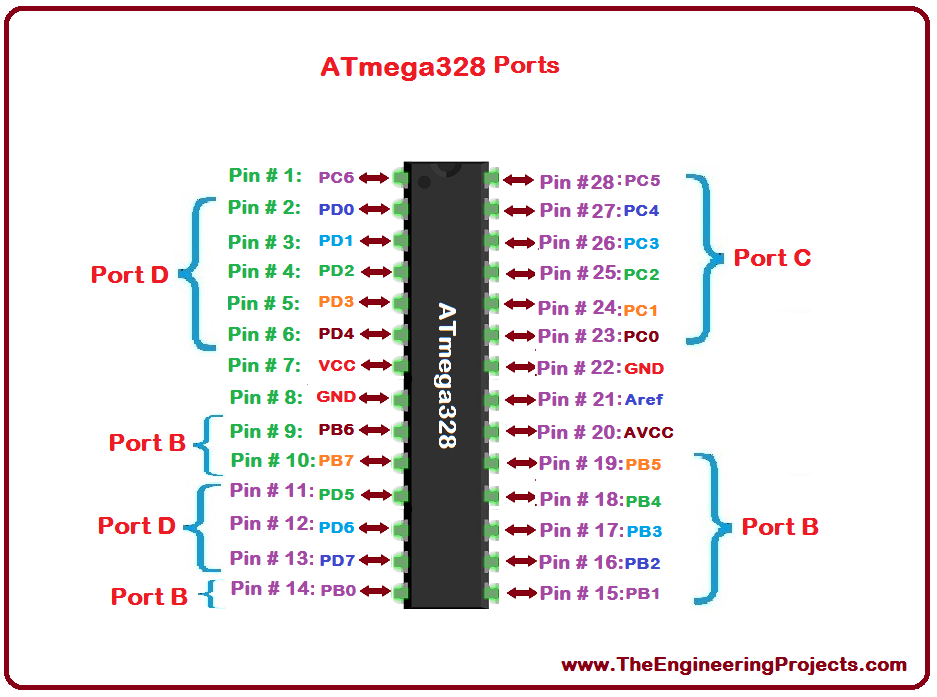 ATmega328 Ports
Pin # 1: PC6
Pin # 2: PD0
Pin # 3: PD1
Pin # 4: PD2
Pin # 5: PD3
Pin # 6: PD4
Pin # 7: VCC
Pin # 8: GND
Pin # 9: PB6
Pin # 10: PB7
Pin # 11: PD5
Pin # 12: PD6
Pin # 13: PD7
Pin # 14: PB0
Port D
Port B
Port D
Port B
ATmega328
Pin #28: PC5
Pin #27: PC4
Pin # 26: PC3
Pin # 25: PC2
Pin # 24: PC1
Pin # 23: PC0
Pin # 22: GND
Pin # 21: Aref
Pin # 20: AVCC
Pin # 19: PB5
Pin # 18: PB4
Pin # 17: PB3
Pin # 16: PB2
Pin # 15: PB1
Port C
Port B
www.TheEngineeringProjects.com